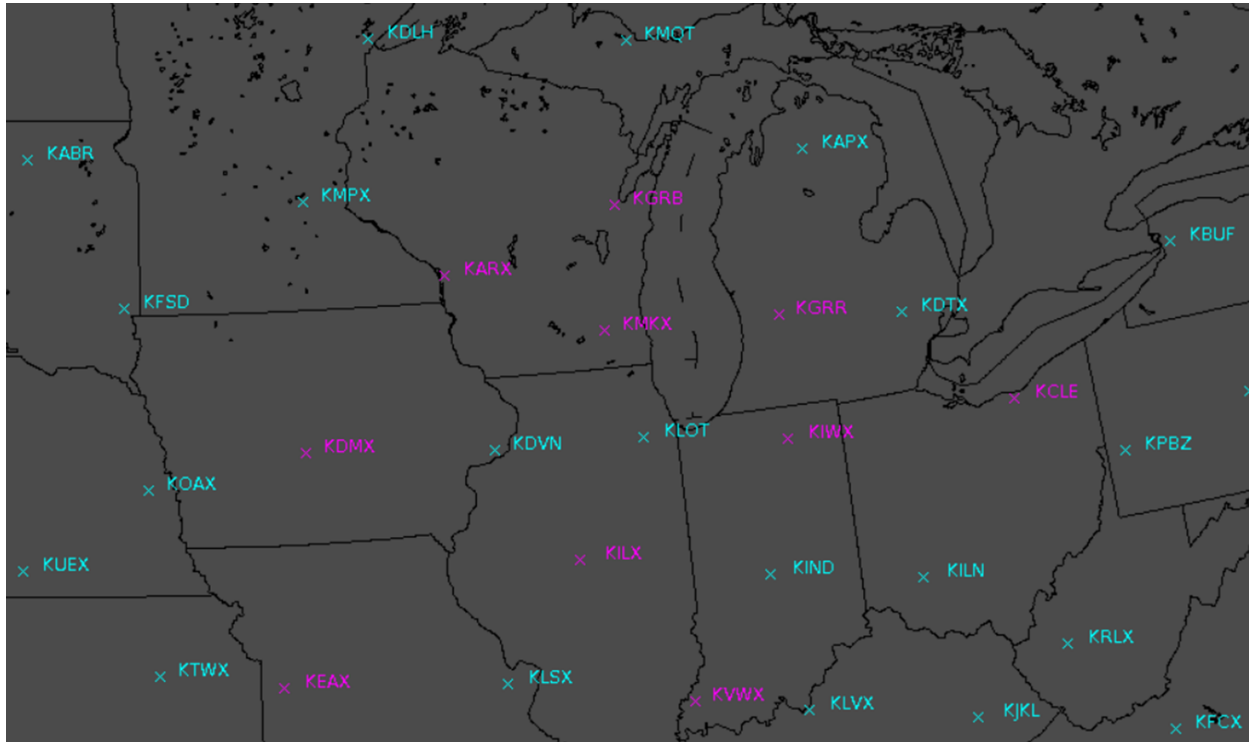 KDLH
KMQT
KAPX
KABR
KMPX
KGRB
KBUF
KARX
KFSD
KMKX
KGRR
KDTX
KCLE
KDMX
KDVN
KLOT
KIWX
KPBZ
KOAX
KUEX
KILX
KIND
KILN
KRLX
KTWX
KEAX
KLSX
KVWX
KLVX
KJKL
KFCX